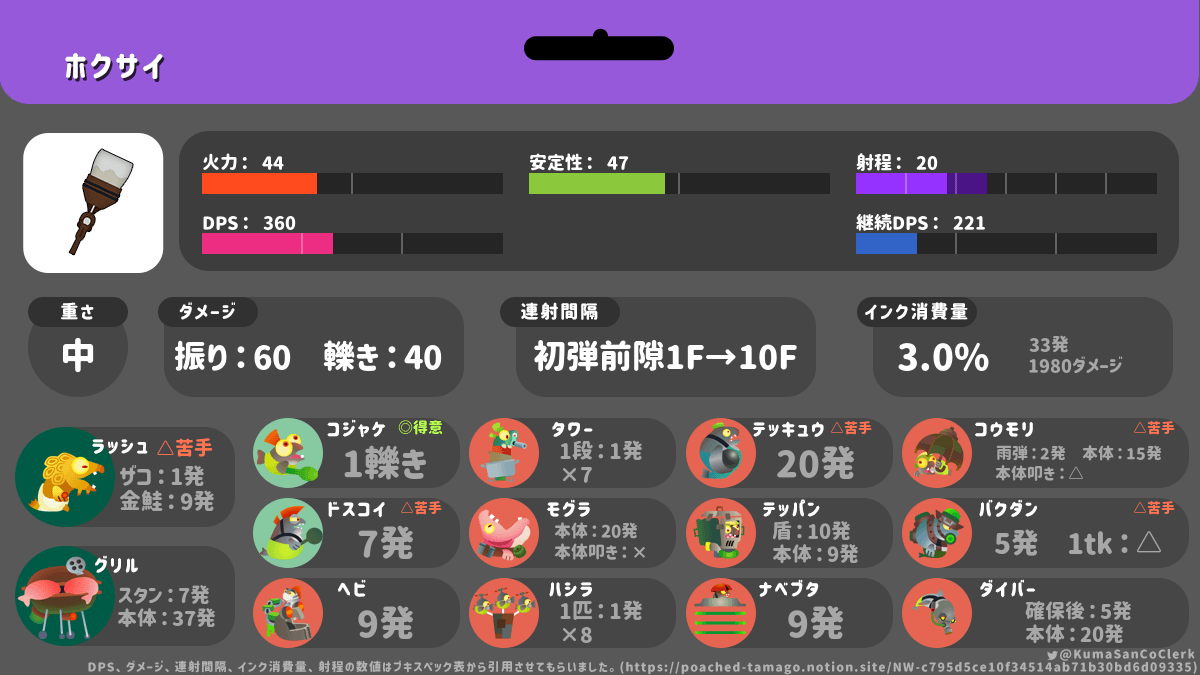 ホクサイ
火力： 44
安定性： 47
射程： 20
DPS： 360
継続DPS： 221
重さ
中
ダメージ
振り：60 轢き：40
連射間隔
初弾前隙1F→10F
インク消費量
3.0%
33発
1980ダメージ
ラッシュ △苦手
ザコ：1発
金鮭：9発
グリル
スタン：7発
本体：37発
コジャケ ◎得意
1轢き
タワー
1段：1発
×7
テッキュウ △苦手
20発
コウモリ △苦手
雨弾：2発 本体：15発
本体叩き：△
ドスコイ △苦手
7発
モグラ
本体：20発
本体叩き：×
テッパン
盾：10発
本体：9発
バクダン △苦手
5発 1tk：△
ヘビ
9発
ハシラ
1匹：1発
×8
ナベブタ
9発
ダイバー
確保後：5発
本体：20発
@KumaSanCoClerk
DPS、ダメージ、連射間隔、インク消費量、射程の数値はブキスペック表から引用させてもらいました。(https://poached-tamago.notion.site/NW-c795d5ce10f34514ab71b30bd6d09335)